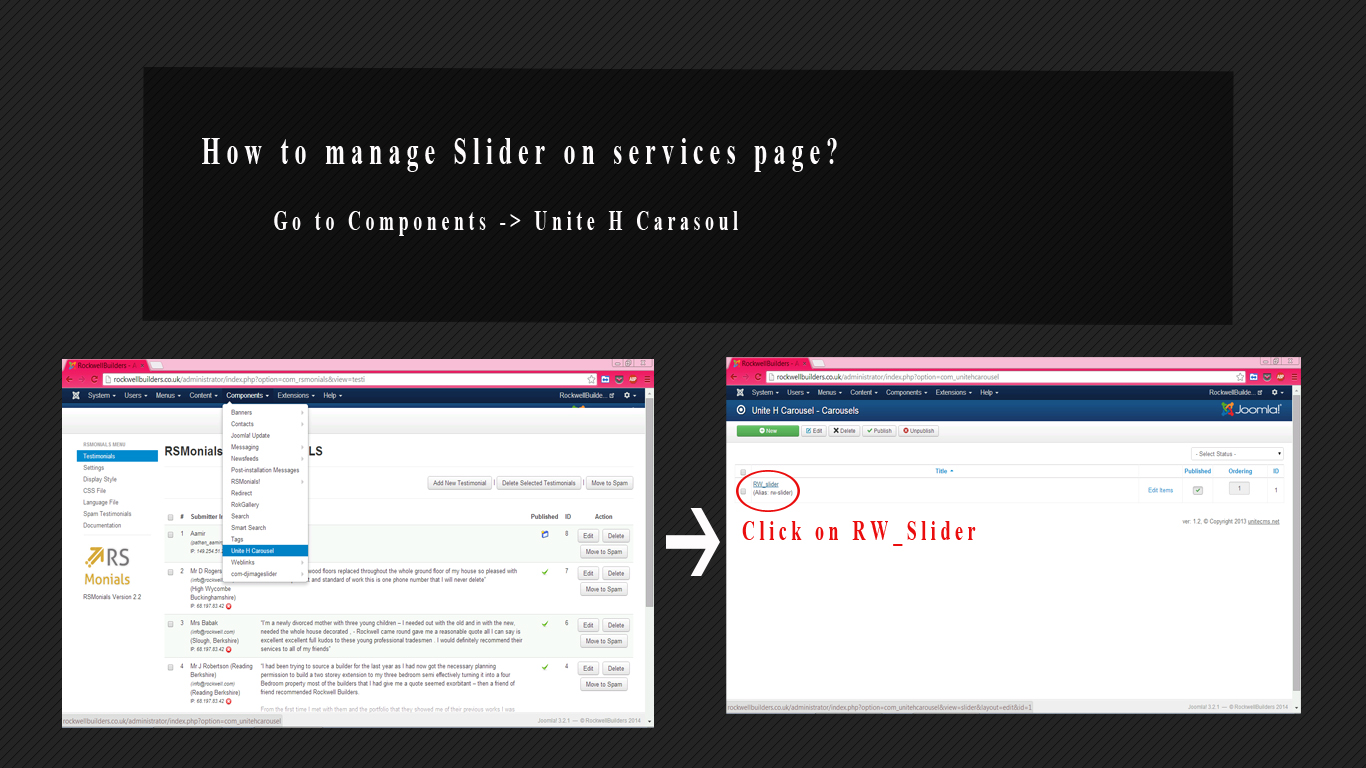 How to manage Slider on services page?
Go to Components -> Unite H Carasoul
RockwellBuilders - A
rockwellbuilders.co.uk/administrator/index.php?option=com_rsmonials&view=testi
System Users Menus Content Components Extensions Help RockwellBuilde...
Banners
Contacts
Joomla! Update
Messaging
Newsfeeds
Post-installation Messages
RSMonials!
Redirect
RokGallery
Search
Smart Search
Tags
Unite H Carousel
Weblinks
com-djimageslider
RSMONIALS MENU
Testimonials
Settings
Display Style
CSS File
Language File
Spam Testimonials
Documentation
RS
Monials
RSMonials Version 2.2
RSMonials LS
Add New Testimonial | Delete Selected Testimonials | Move to Spam
# Submitter Published ID Action
1 Aamir 8 Edit Delete
IP: 149.254.51. Move to Spam
2 Mr D Rogers wood floors replaced throughout the whole ground floor of my house so pleased with 7 Edit Delete
and standard of work this is one phone number that I will never delete”
(High Wycombe Move to Spam
Buckinghamshire)
IP: 68.197.83.42
3 Mrs Babak “I'm a newly divorced mother with three young children – I needed out with the old and in with the new, 6 Edit Delete
(info@rockwell.com) needed the whole house decorated , - Rockwell came round gave me a reasonable quote all I can say is
(Slough, Berkshire) excellent excellent full kudos to these young professional tradesmen . I would definitely recommend their Move to Spam
IP: 68.197.83.42 services to all of my friends”
4 Mr J Robertson (Reading “I had been trying to source a builder for the last year as I had now got the necessary planning 4 Edit Delete
Berkshire) permission to build a two storey extension to my three bedroom semi effectively turning it into a four
(info@rockwell.com) Bedroom property most of the builders that I had give me a quote seemed exorbitant – then a friend of Move to Spam
(Reading Berkshire) friend recommended Rockwell Builders.
IP: 68.197.83.42
From the first time I met with them and the portfolio that they showed me of their previous works I was
rockwellbuilders.co.uk/administrator/index.php?option=com_unitehcarousel
Joomla! 3.2.1 — © RockwellBuilders 2014
RockwellBuilders - A
rockwellbuilders.co.uk/administrator/index.php?option=com_unitehcarousel
System Users Menus Content Components Extensions Help RockwellBuilde...
Unite H Carousel - Carousels Joomla!
New Edit Delete Publish Unpublish
- Select Status -
Title Published Ordering ID
RW_slider
(Alias: rw-slider) Edit Items 1 1
ver: 1.2, © Copyright 2013 unitecms.net
Click on RW_Slider
rockwellbuilders.co.uk/administrator/index.php?option=com_unitehcarousel&view=slider&layout=edit&id=1
Joomla! 3.2.1 — © RockwellBuilders 2014